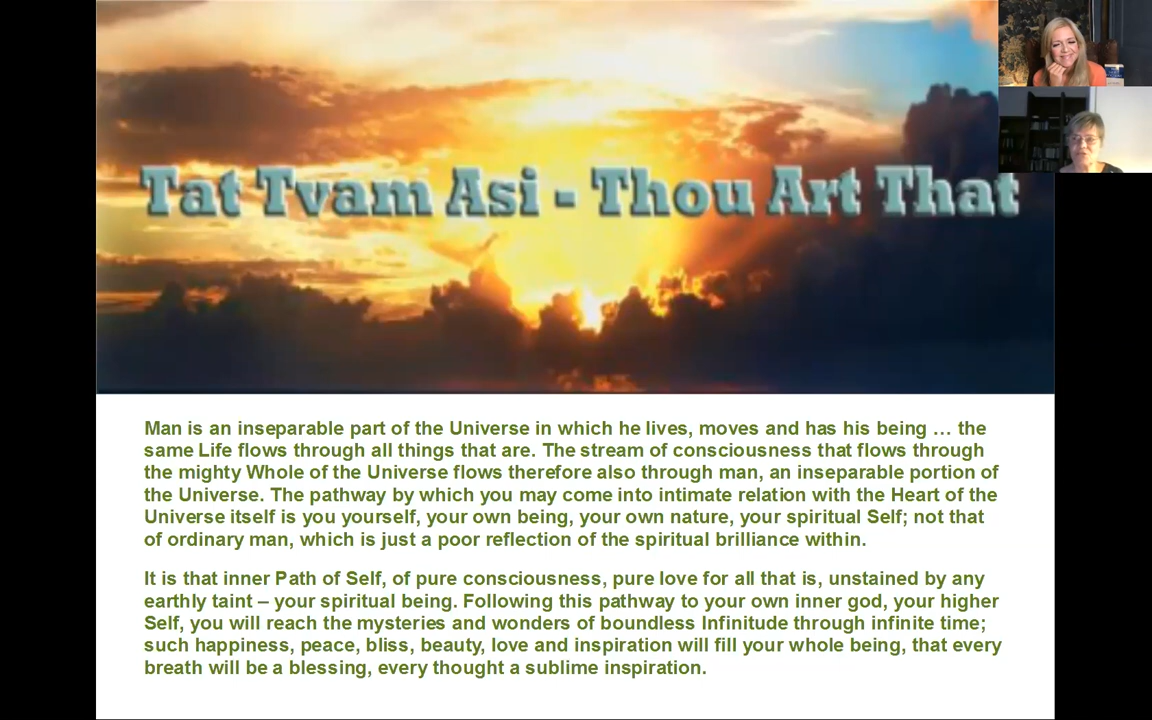 Tat Tvam Asi - Thou Art That
Man is an inseparable part of the Universe in which he lives, moves and has his being … the
same Life flows through all things that are. The stream of consciousness that flows through
the mighty Whole of the Universe flows therefore also through man, an inseparable portion of
the Universe. The pathway by which you may come into intimate relation with the Heart of the
Universe itself is you yourself, your own being, your own nature, your spiritual Self; not that
of ordinary man, which is just a poor reflection of the spiritual brilliance within.
It is that inner Path of Self, of pure consciousness, pure love for all that is, unstained by any
earthly taint – your spiritual being. Following this pathway to your own inner god, your higher
Self, you will reach the mysteries and wonders of boundless Infinitude through infinite time;
such happiness, peace, bliss, beauty, love and inspiration will fill your whole being, that every
breath will be a blessing, every thought a sublime inspiration.